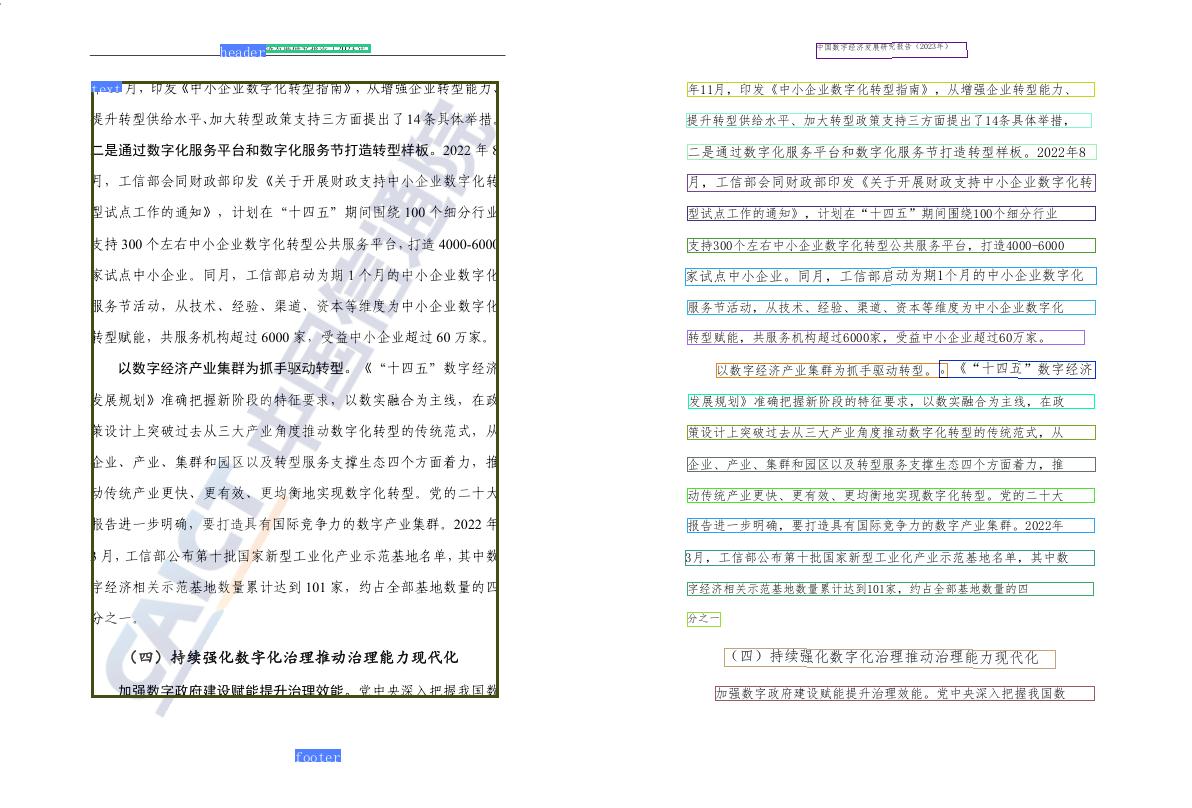 header
text
月，印发《中小企业数字化转型指南》，从增强企业转型能力、
提升转型供给水平、加大转型政策支持三方面提出了14条具体举措。
二是通过数字化服务平台和数字化服务节打造转型样板。2022 年 8
月，工信部会同财政部印发《关于开展财政支持中小企业数字化转
型试点工作的通知》，计划在“十四五”期间围绕 100 个细分行业
支持 300 个左右中小企业数字化转型公共服务平台，打造 4000-6000
家试点中小企业。同月，工信部启动为期 1 个月的中小企业数字化
服务节活动，从技术、经验、渠道、资本等维度为中小企业数字化
转型赋能，共服务机构超过 6000 家，受益中小企业超过 60 万家。
以数字经济产业集群为抓手驱动转型。《“十四五”数字经济
发展规划》准确把握新阶段的特征要求，以数实融合为主线，在政
策设计上突破过去从三大产业角度推动数字化转型的传统范式，从
企业、产业、集群和园区以及转型服务支撑生态四个方面着力，推
动传统产业更快、更有效、更均衡地实现数字化转型。党的二十大
报告进一步明确，要打造具有国际竞争力的数字产业集群。2022 年
3 月，工信部公布第十批国家新型工业化产业示范基地名单，其中数
字经济相关示范基地数量累计达到 101 家，约占全部基地数量的四
分之一。
（四）持续强化数字化治理推动治理能力现代化
加强数字政府建设赋能提升治理效能。党中央深入把握我国数
CAICT 中国信通院
footer
中国数字经济发展研究报告（2023年）
年11月，印发《中小企业数字化转型指南》，从增强企业转型能力、
提升转型供给水平、加大转型政策支持三方面提出了14条具体举措，
二是通过数字化服务平台和数字化服务节打造转型样板。2022年8
月，工信部会同财政部印发《关于开展财政支持中小企业数字化转
型试点工作的通知》，计划在“十四五”期间围绕100个细分行业
支持300个左右中小企业数字化转型公共服务平台，打造4000-6000
家试点中小企业。同月，工信部启动为期1个月的中小企业数字化
服务节活动，从技术、经验、渠道、资本等维度为中小企业数字化
转型赋能，共服务机构超过6000家，受益中小企业超过60万家。
以数字经济产业集群为抓手驱动转型。。《“十四五”数字经济
发展规划》准确把握新阶段的特征要求，以数实融合为主线，在政
策设计上突破过去从三大产业角度推动数字化转型的传统范式，从
企业、产业、集群和园区以及转型服务支撑生态四个方面着力，推
动传统产业更快、更有效、更均衡地实现数字化转型。党的二十大
报告进一步明确，要打造具有国际竞争力的数字产业集群。2022年
3月，工信部公布第十批国家新型工业化产业示范基地名单，其中数
字经济相关示范基地数量累计达到101家，约占全部基地数量的四
分之一
（四）持续强化数字化治理推动治理能力现代化
加强数字政府建设赋能提升治理效能。党中央深入把握我国数